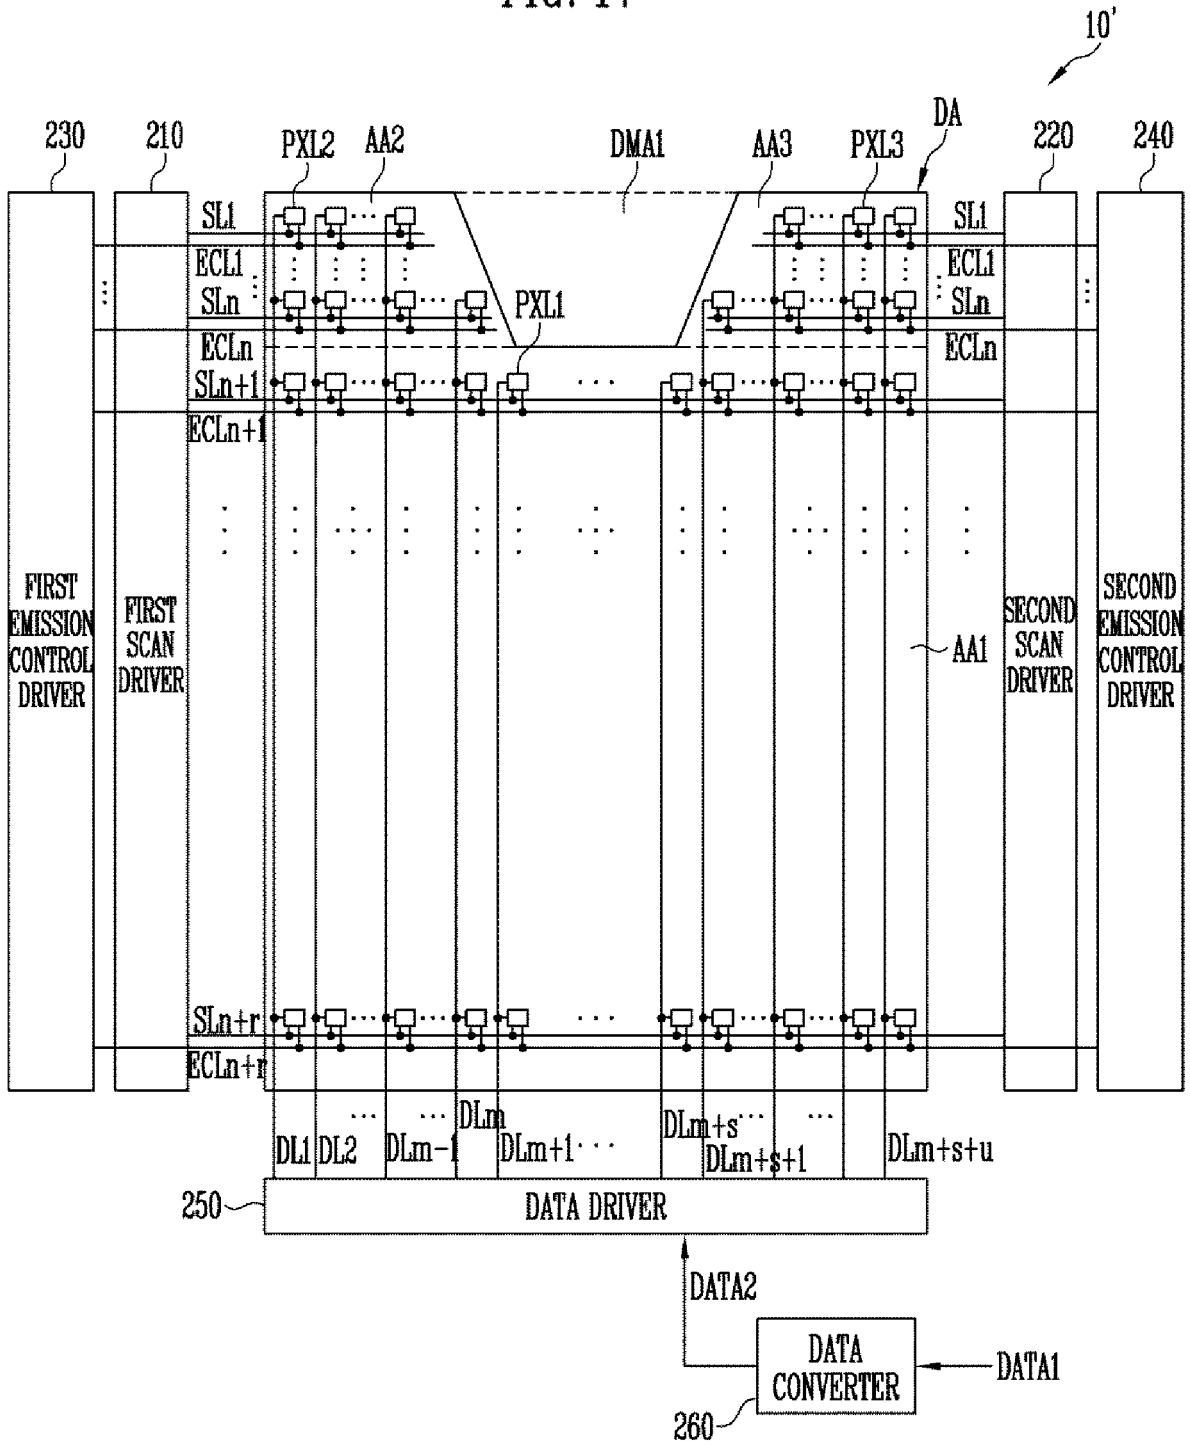 10'
230
210
PXL2
AA2
DMA1
AA3
PXL3
DA
220
240
SL1
SL1
ECL1
ECL1
SLn
SLn
PXL1
ECLn
ECLn
SLn+1
ECLn+1
FIRST
EMISSION
CONTROL
DRIVER
FIRST
SCAN
DRIVER
SECOND
SCAN
DRIVER
SECOND
EMISSION
CONTROL
DRIVER
AA1
SLn+r
ECLn+r
DL1
DL2
DLm-1
DLm
DLm+1
DLm+s
DLm+s+1
DLm+s+u
250
DATA DRIVER
DATA2
DATA
CONVERTER
DATA1
260